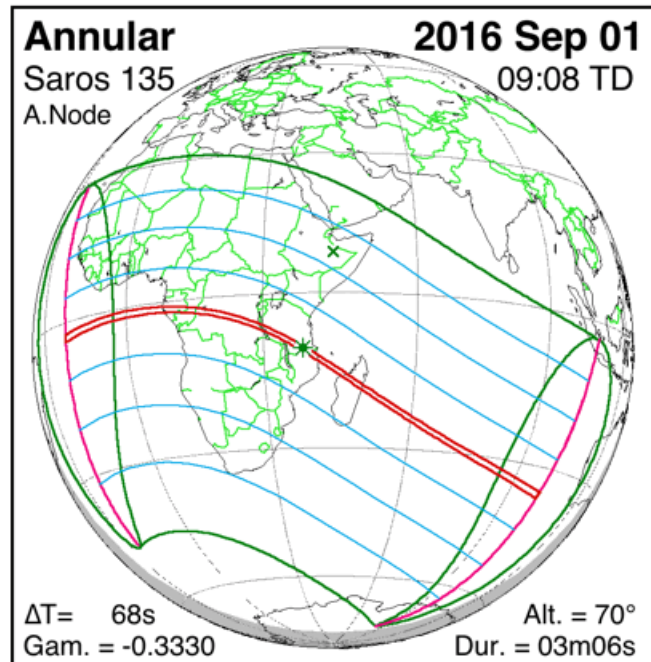 Annular 2016 Sep 01
Saros 135 09:08 TD
A.Node
ΔT= 68s Alt. = 70°
Gam. = -0.3330 Dur. = 03m06s